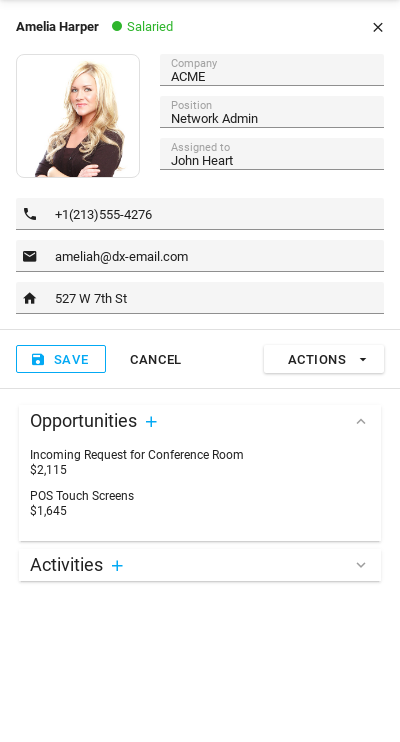 Amelia Harper Salaried
Company
ACME
Position
Network Admin
Assigned to
John Heart
+1(213)555-4276
ameliah@dx-email.com
527 W 7th St
SAVE CANCEL ACTIONS
Opportunities
Incoming Request for Conference Room
$2,115
POS Touch Screens
$1,645
Activities